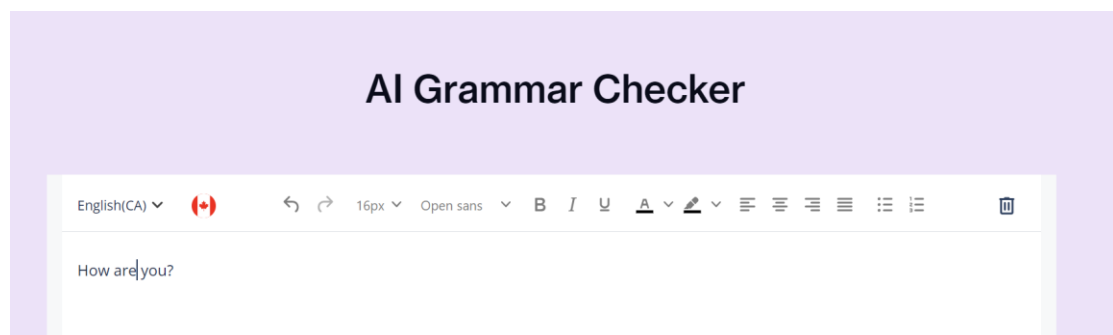 AI Grammar Checker
English(CA) 16px Open sans B I U A
How are you?